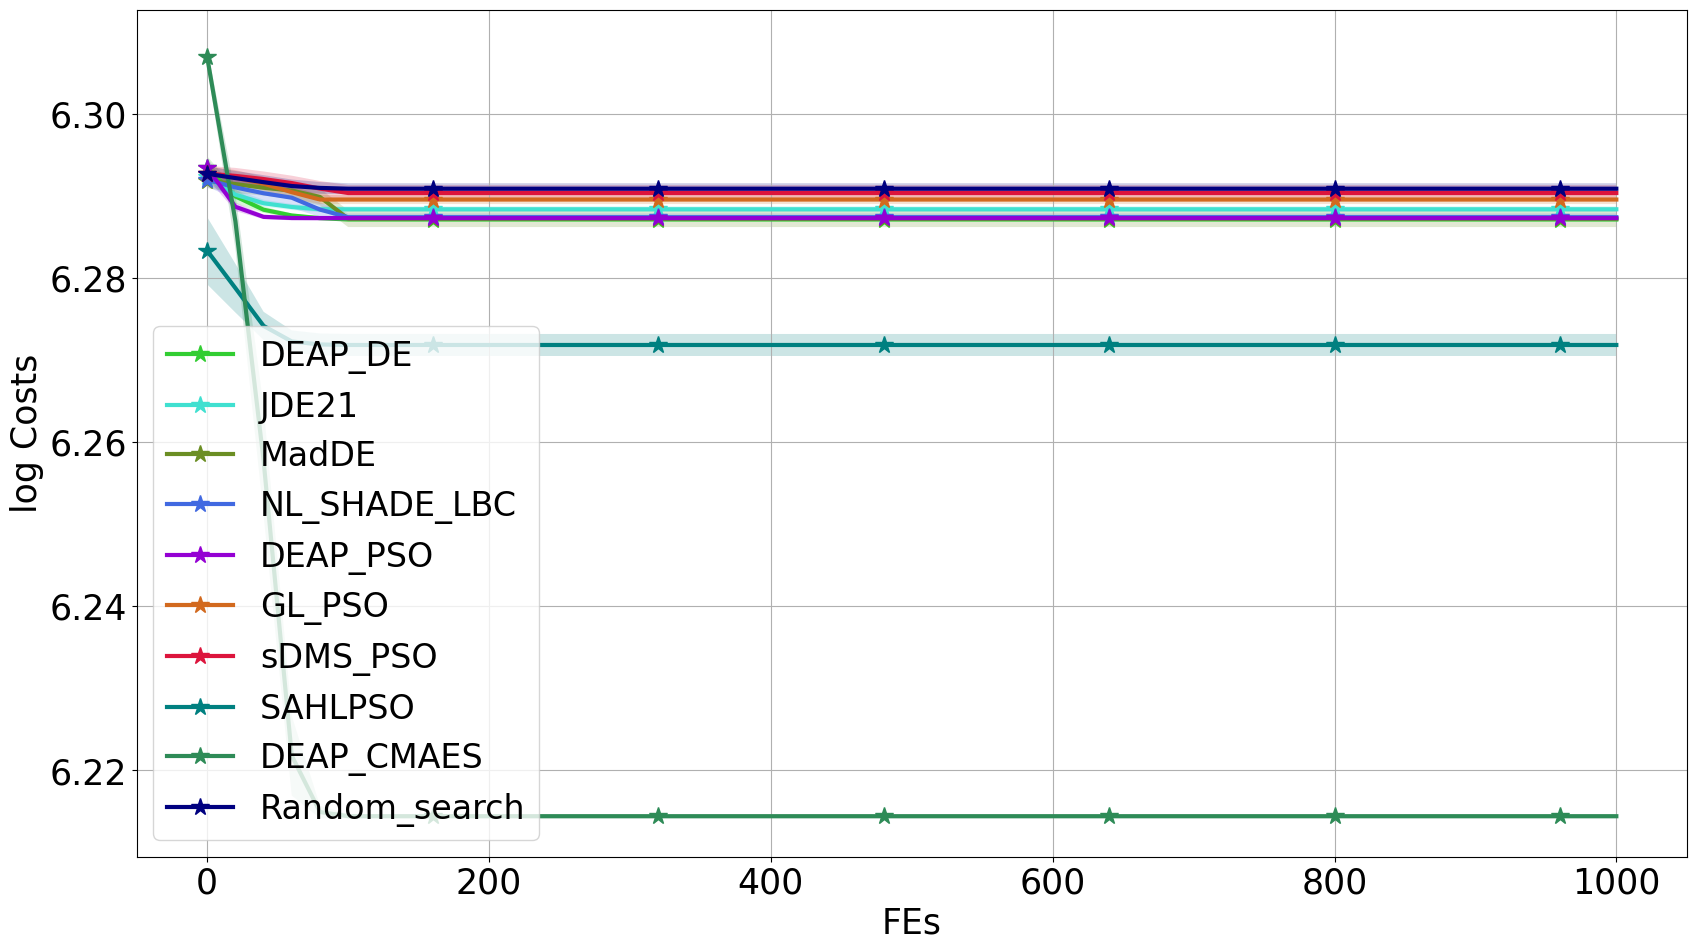 log Costs
6.30
6.28
6.26
6.24
6.22
DEAP_DE
JDE21
MadDE
NL_SHADE_LBC
DEAP_PSO
GL_PSO
sDMS_PSO
SAHLPSO
DEAP_CMAES
Random_search
0 200 400 600 800 1000
FEs